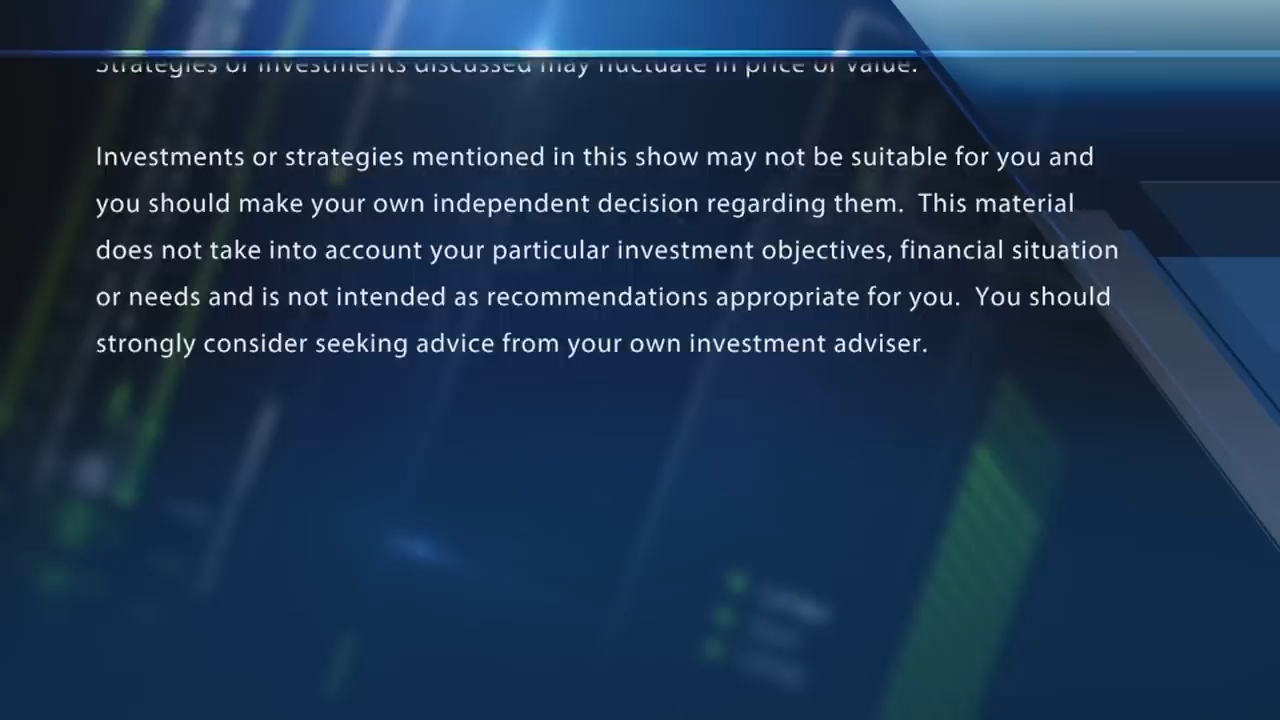 Strategies or investments discussed may fluctuate in price or value.
Investments or strategies mentioned in this show may not be suitable for you and
you should make your own independent decision regarding them.  This material
does not take into account your particular investment objectives, financial situation
or needs and is not intended as recommendations appropriate for you.  You should
strongly consider seeking advice from your own investment adviser.